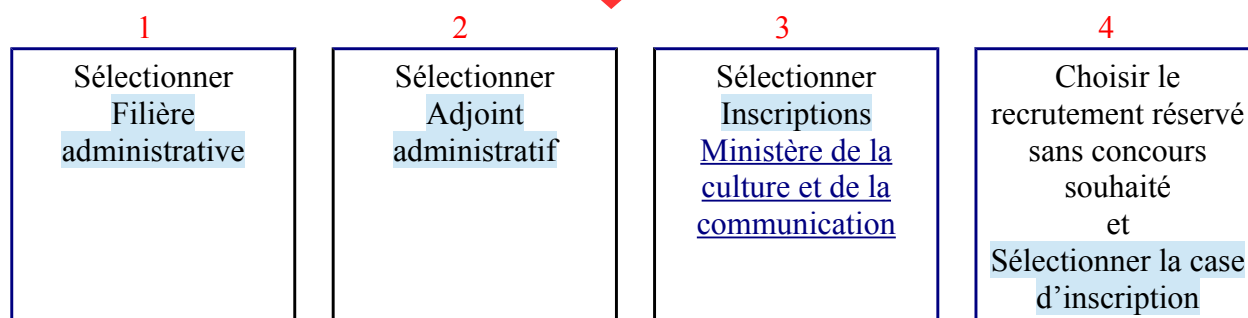 1
Sélectionner
Filière
administrative
2
Sélectionner
Adjoint
administratif
3
Sélectionner
Inscriptions
Ministère de la
culture et de la
communication
4
Choisir le
recrutement réservé
sans concours
souhaité
et
Sélectionner la case
d’inscription